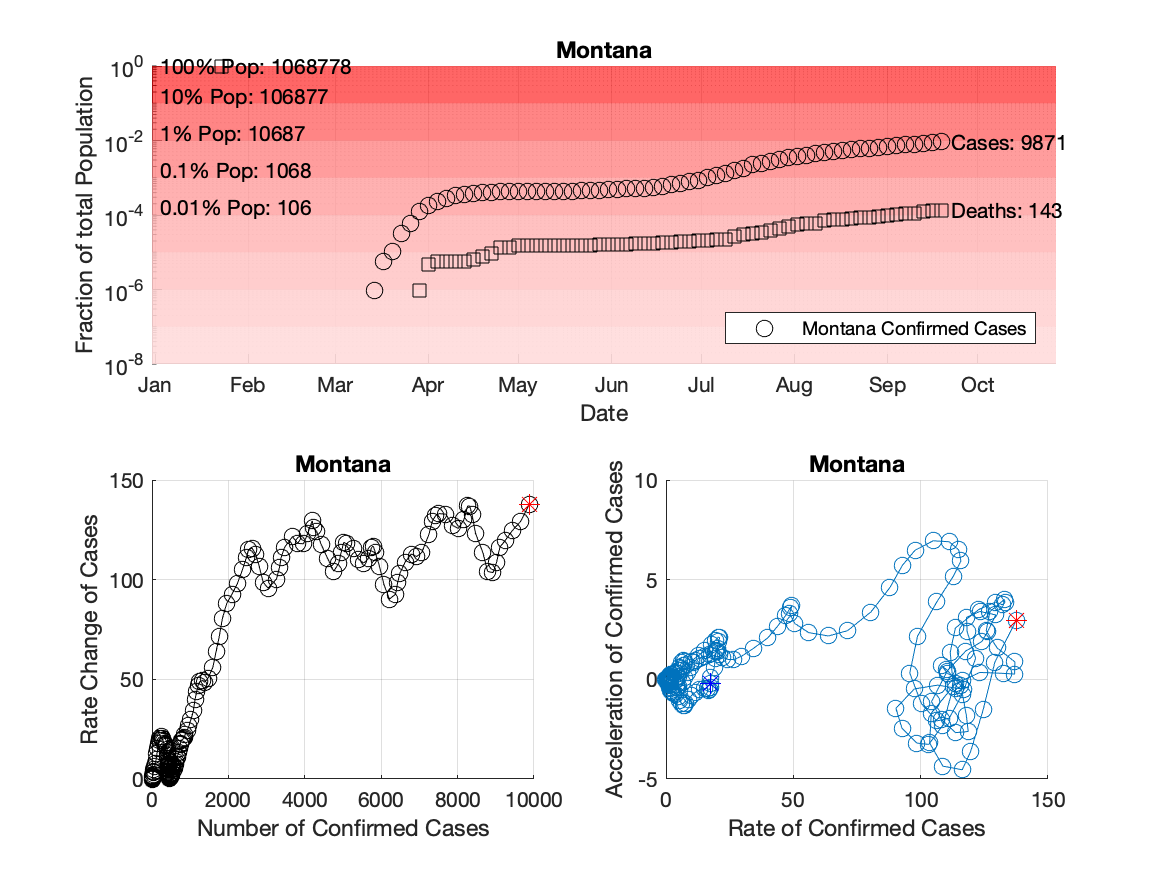 Montana
10^0
10^-2
10^-4
10^-6
10^-8
Fraction of total Population
100% Pop: 1068778
10% Pop: 106877
1% Pop: 10687
0.1% Pop: 1068
0.01% Pop: 106
Cases: 9871
Deaths: 143
Montana Confirmed Cases
Jan Feb Mar Apr May Jun Jul Aug Sep Oct
Date
Montana
150
100
50
0
Rate Change of Cases
0 2000 4000 6000 8000 10000
Number of Confirmed Cases
Montana
10
5
0
-5
Acceleration of Confirmed Cases
0 50 100 150
Rate of Confirmed Cases